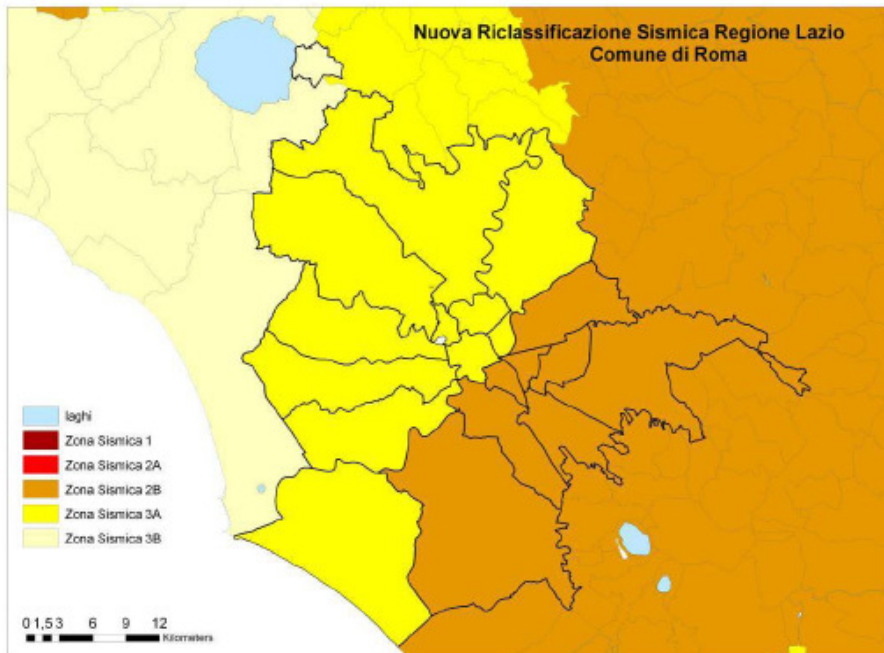 Nuova Riclassificazione Sismica Regione Lazio
Comune di Roma
laghi
Zona Sismica 1
Zona Sismica 2A
Zona Sismica 2B
Zona Sismica 3A
Zona Sismica 3B
0 1,5 3 6 9 12
Kilometers